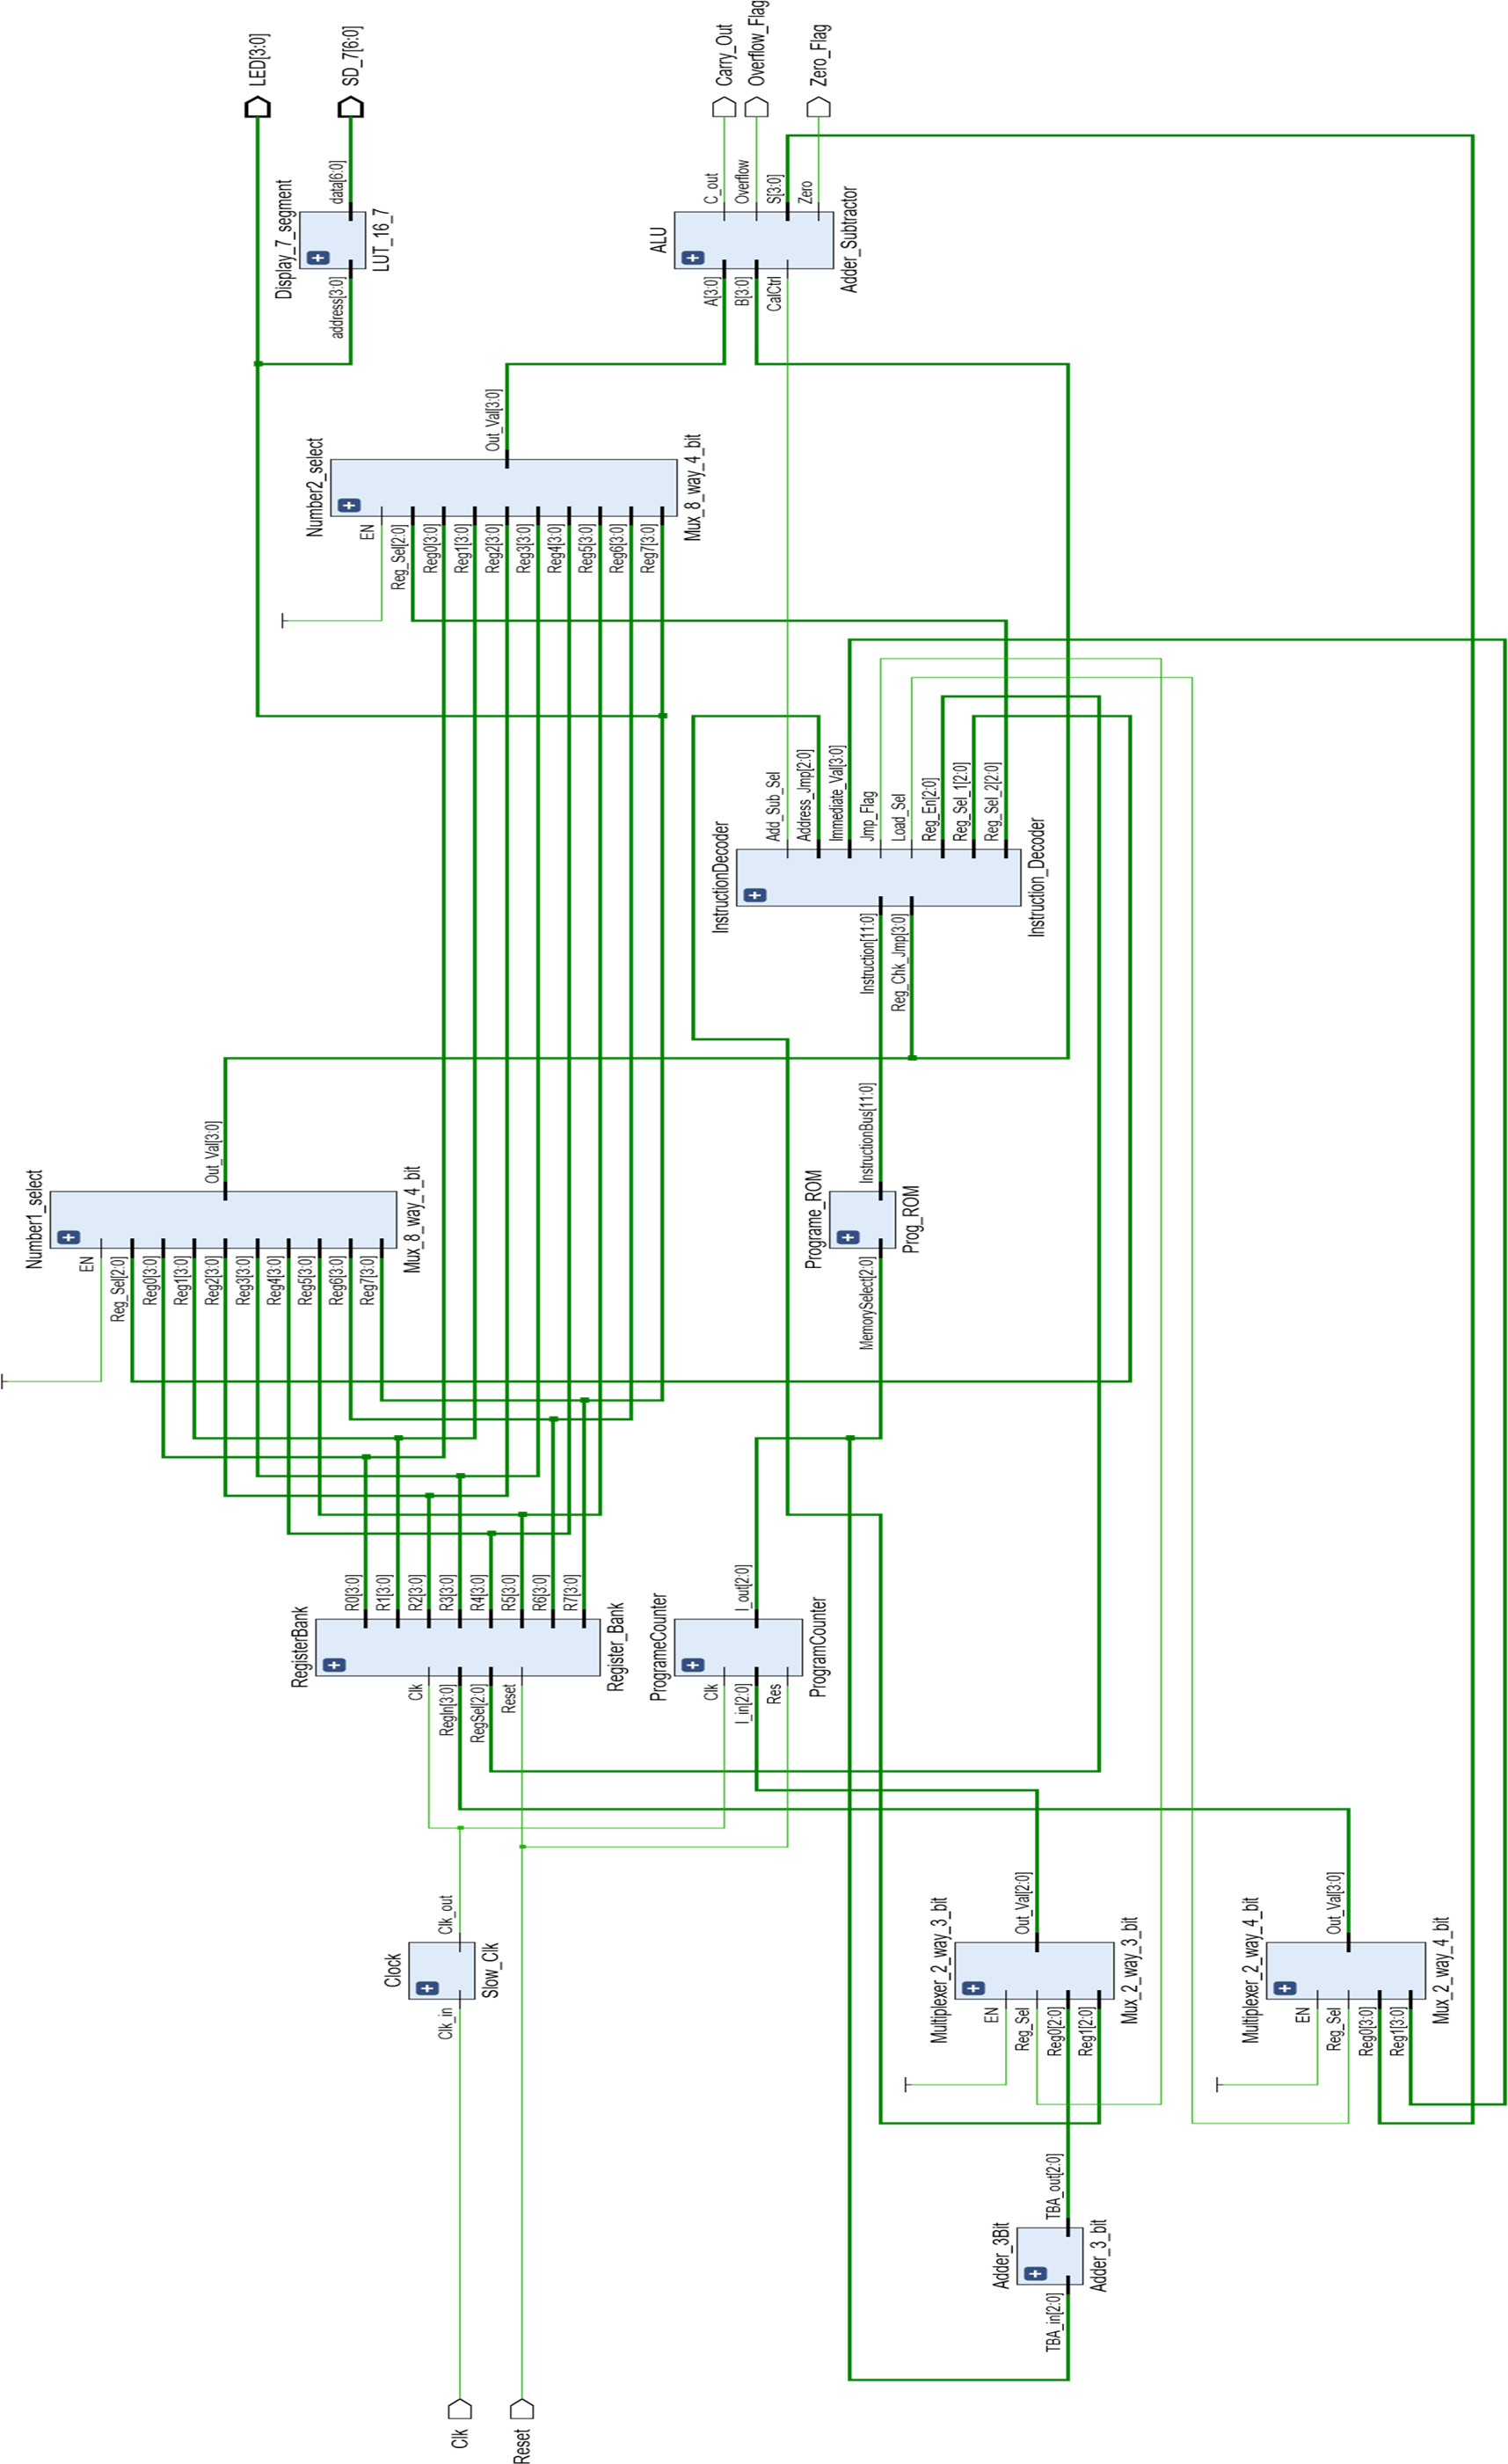 Clk
Reset
Adder_3Bit
TBA_in[2:0]
TBA_out[2:0]
Adder_3_bit
Clock
Clk_in
Clk_out
Slow_Clk
Multiplexer_2_way_3_bit
EN
Reg_Sel
Reg0[2:0]
Reg1[2:0]
Out_Val[2:0]
Mux_2_way_3_bit
Multiplexer_2_way_4_bit
EN
Reg_Sel
Reg0[3:0]
Reg1[3:0]
Out_Val[3:0]
Mux_2_way_4_bit
RegisterBank
Clk
RegIn[3:0]
RegSel[2:0]
Reset
R0[3:0]
R1[3:0]
R2[3:0]
R3[3:0]
R4[3:0]
R5[3:0]
R6[3:0]
R7[3:0]
Register_Bank
ProgrameCounter
Clk
I_in[2:0]
Res
I_out[2:0]
ProgramCounter
Number1_select
EN
Reg_Sel[2:0]
Reg0[3:0]
Reg1[3:0]
Reg2[3:0]
Reg3[3:0]
Reg4[3:0]
Reg5[3:0]
Reg6[3:0]
Reg7[3:0]
Out_Val[3:0]
Mux_8_way_4_bit
Programe_ROM
MemorySelect[2:0]
InstructionBus[11:0]
Prog_ROM
InstructionDecoder
Instruction[11:0]
Reg_Chk_Jmp[3:0]
Add_Sub_Sel
Address_Jmp[2:0]
Immediate_Val[3:0]
Jmp_Flag
Load_Sel
Reg_En[2:0]
Reg_Sel_1[2:0]
Reg_Sel_2[2:0]
Instruction_Decoder
Number2_select
EN
Reg_Sel[2:0]
Reg0[3:0]
Reg1[3:0]
Reg2[3:0]
Reg3[3:0]
Reg4[3:0]
Reg5[3:0]
Reg6[3:0]
Reg7[3:0]
Out_Val[3:0]
Mux_8_way_4_bit
Display_7_segment
address[3:0]
data[6:0]
LUT_16_7
ALU
A[3:0]
B[3:0]
CalCtrl
C_out
Overflow
S[3:0]
Zero
Adder_Subtractor
LED[3:0]
SD_7[6:0]
Carry_Out
Overflow_Flag
Zero_Flag